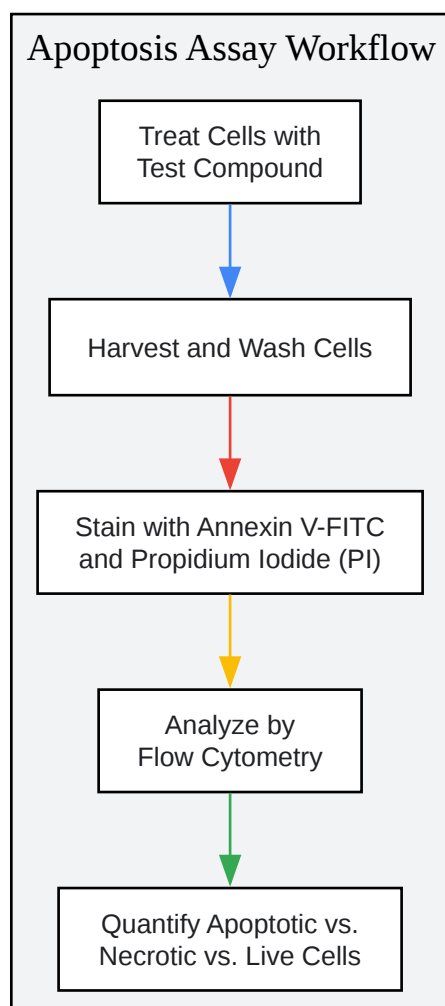 Apoptosis Assay Workflow
Treat Cells with
Test Compound
Harvest and Wash Cells
Stain with Annexin V-FITC
and Propidium Iodide (PI)
Analyze by
Flow Cytometry
Quantify Apoptotic vs.
Necrotic vs. Live Cells